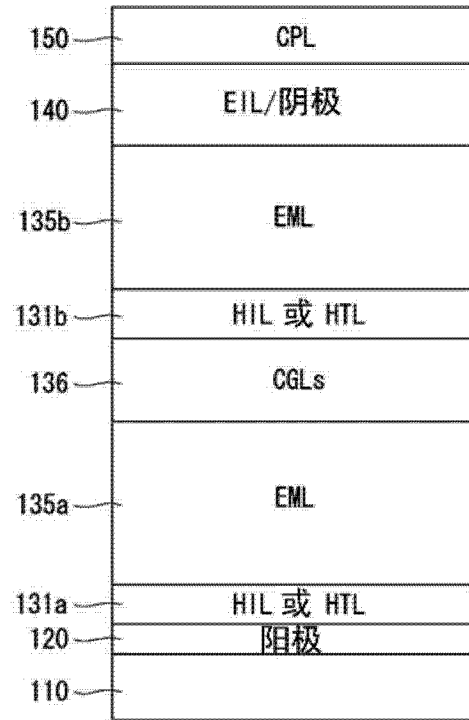 150 CPL
140 EIL/阴极
135b EML
131b HIL 或 HTL
136 CGLs
135a EML
131a HIL 或 HTL
120 阳极
110